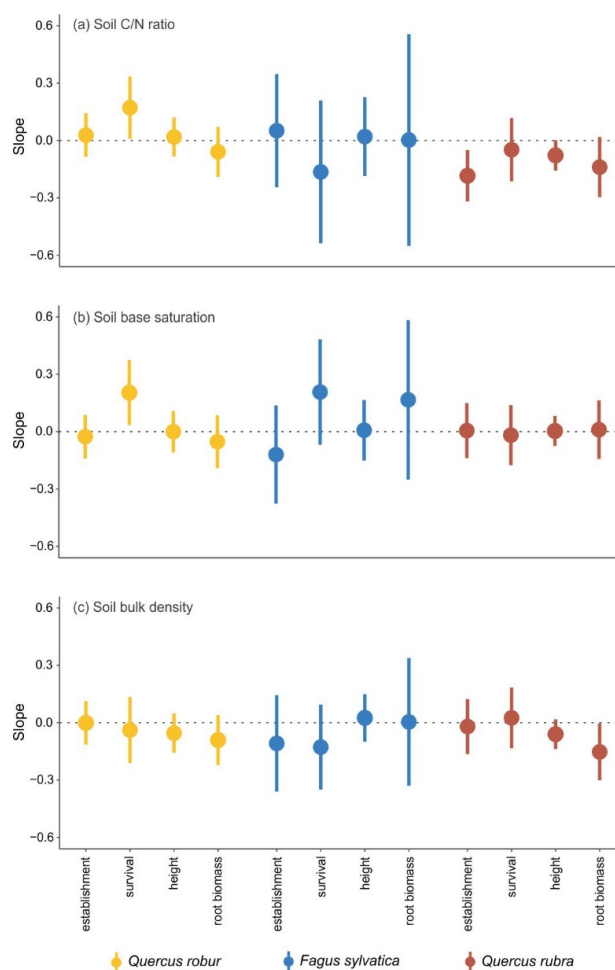 (a) Soil C/N ratio
0.6
0.3
0.0
−0.3
−0.6
Slope
(b) Soil base saturation
0.6
0.3
0.0
−0.3
−0.6
Slope
(c) Soil bulk density
0.6
0.3
0.0
−0.3
−0.6
Slope
establishment
survival
height
root biomass
establishment
survival
height
root biomass
establishment
survival
height
root biomass
Quercus robur
Fagus sylvatica
Quercus rubra